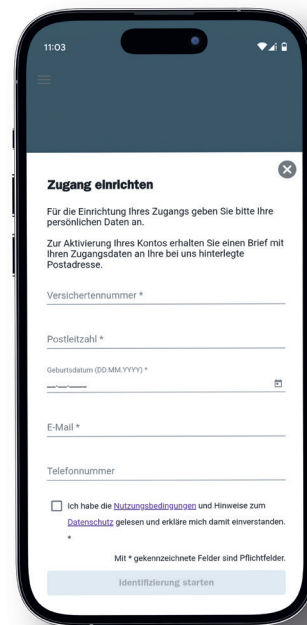 11:03
Zugang einrichten
Für die Einrichtung Ihres Zugangs geben Sie bitte Ihre
persönlichen Daten an.
Zur Aktivierung Ihres Kontos erhalten Sie einen Brief mit
Ihren Zugangsdaten an Ihre bei uns hinterlegte
Postadresse.
Versichertennummer *
Postleitzahl *
Geburtsdatum (DD.MM.YYYY) *
__.__.____
E-Mail *
Telefonnummer
Ich habe die Nutzungsbedingungen und Hinweise zum
Datenschutz gelesen und erkläre mich damit einverstanden.
*
Mit * gekennzeichnete Felder sind Pflichtfelder.
Identifizierung starten